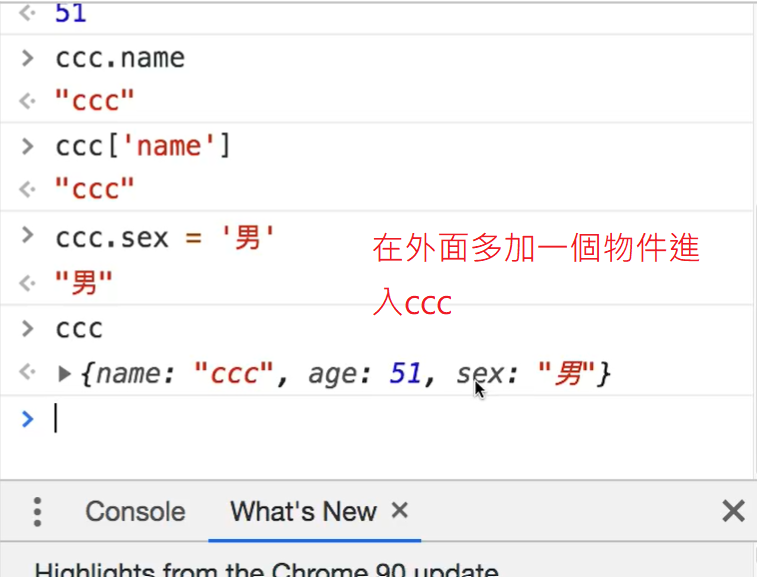 51
ccc.name
"ccc"
ccc['name']
"ccc"
ccc.sex = '男'
"男"
在外面多加一個物件進
入ccc
ccc
{name: "ccc", age: 51, sex: "男"}
Console
What's New
Highlights from the Chrome 90 update